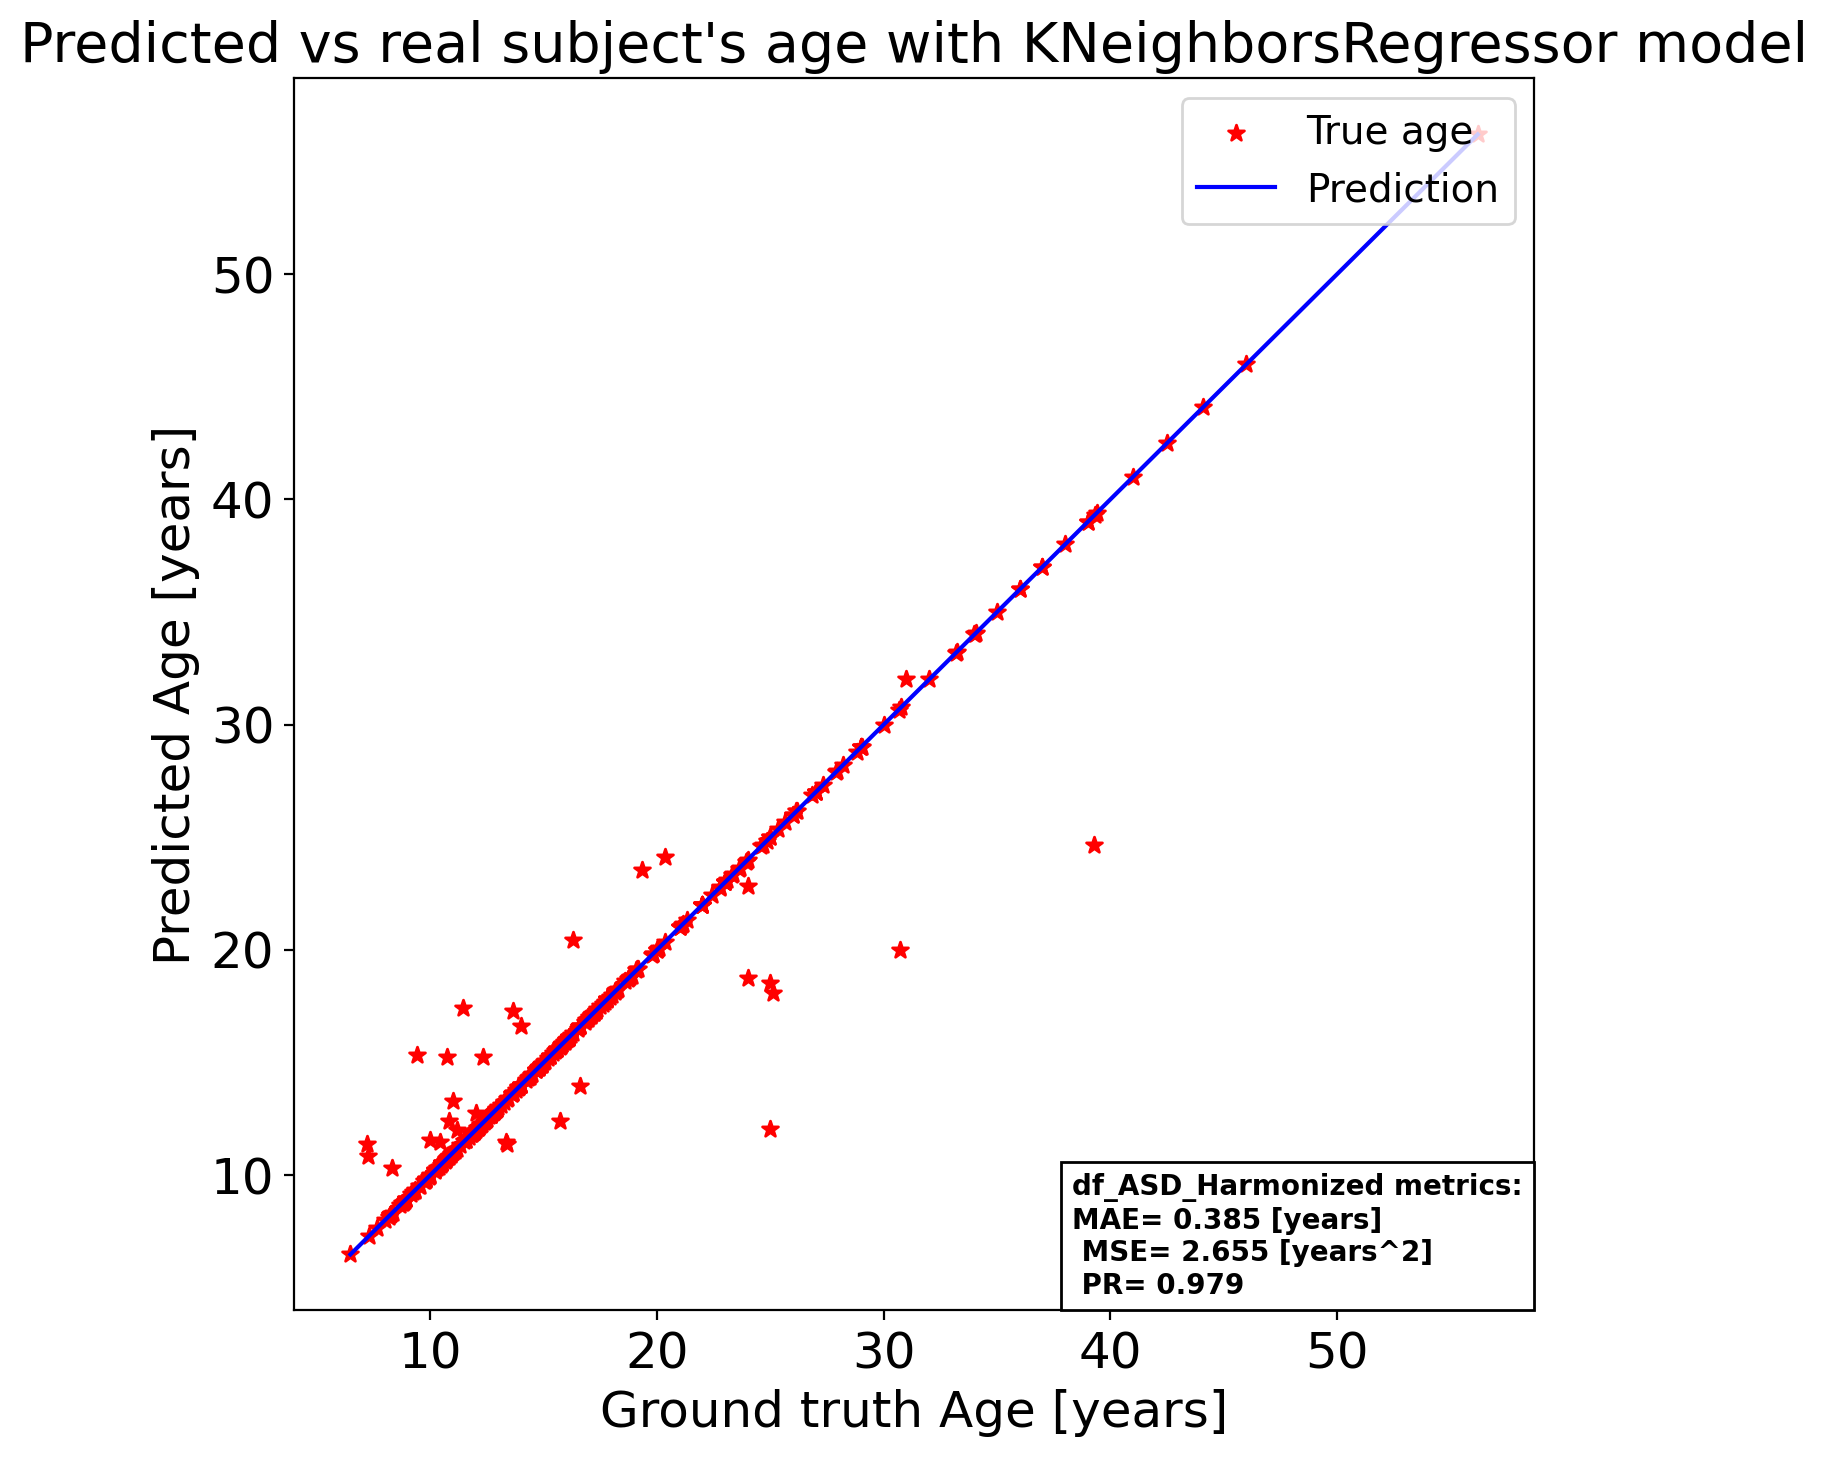 Predicted vs real subject's age with KNeighborsRegressor model
True age
Prediction
Predicted Age [years]
50
40
30
20
10
df_ASD_Harmonized metrics:
MAE= 0.385 [years]
MSE= 2.655 [years^2]
PR= 0.979
10 20 30 40 50
Ground truth Age [years]